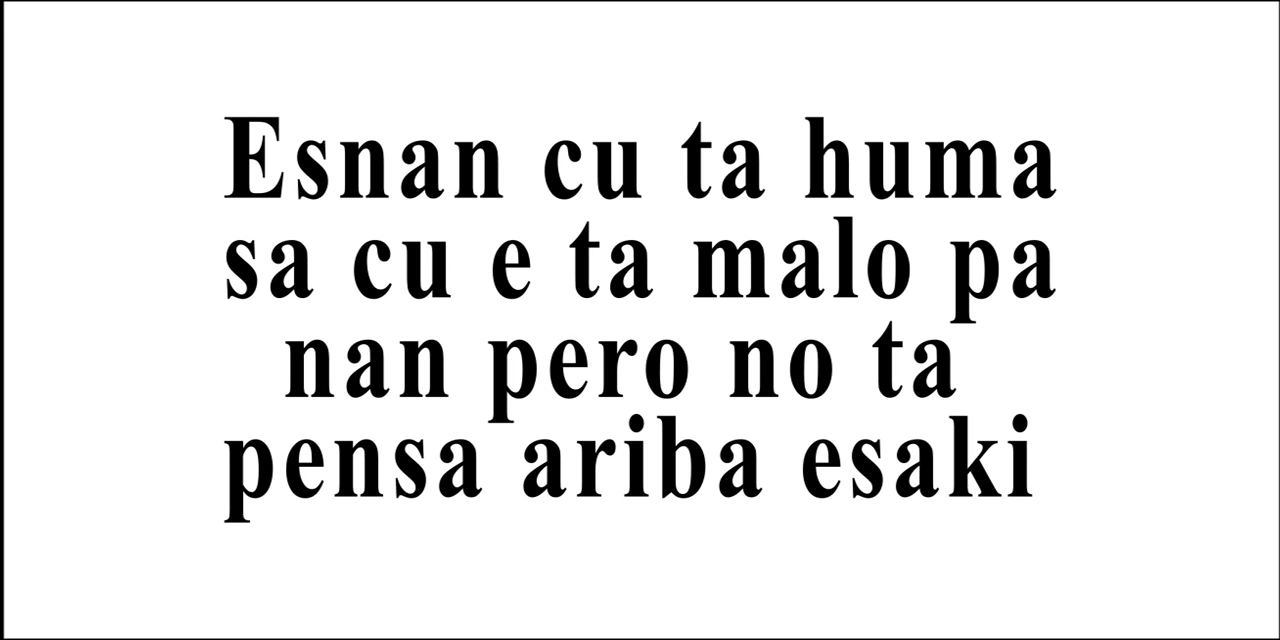 Esnan cu ta huma
sa cu e ta malo pa
nan pero no ta
pensa ariba esaki